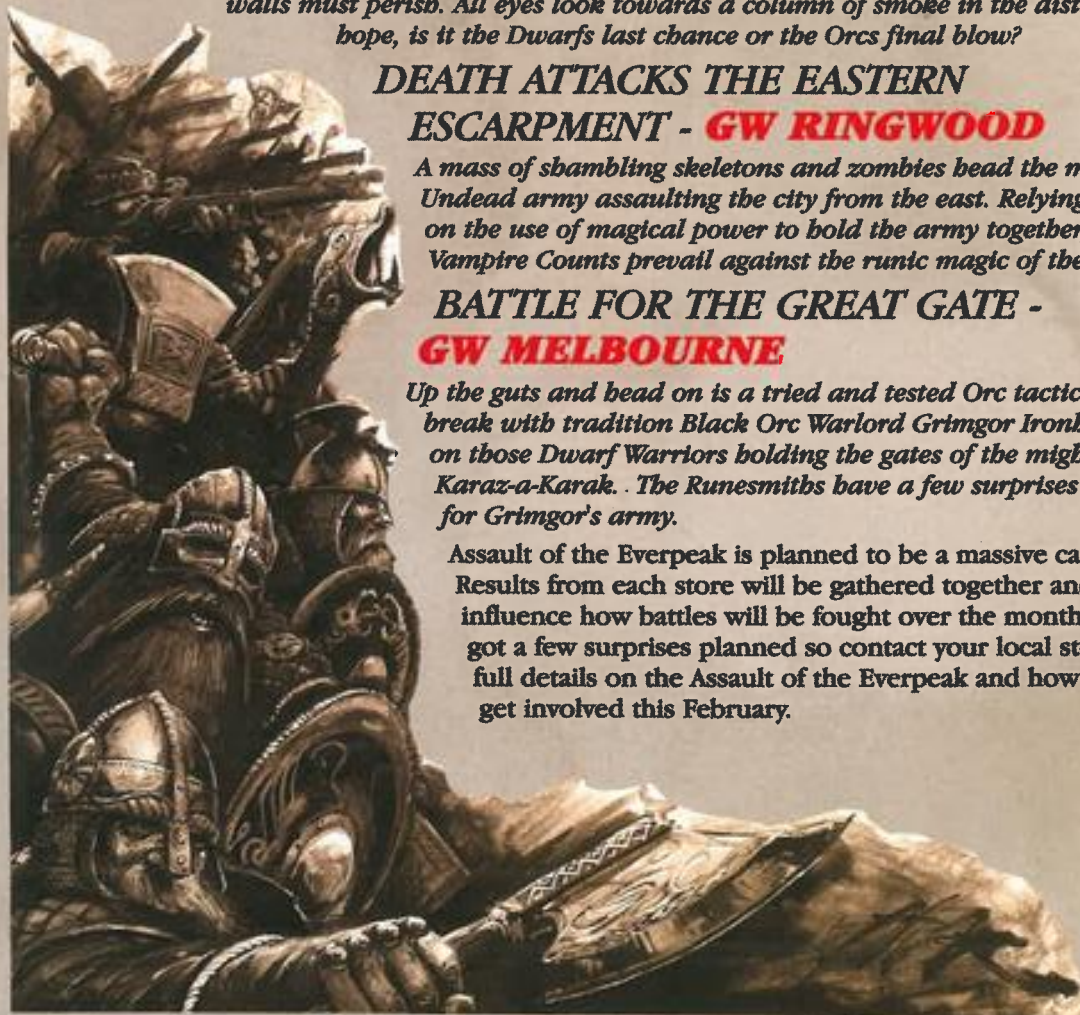 walls must perish. All eyes look towards a column of smoke in the dist
hope, is it the Dwarfs last chance or the Orcs final blow?
DEATH ATTACKS THE EASTERN
ESCARPMENT - GW RINGWOOD
A mass of shambling skeletons and zombies head the m
Undead army assaulting the city from the east. Relying
on the use of magical power to hold the army together
Vampire Counts prevail against the runic magic of the
BATTLE FOR THE GREAT GATE -
GW MELBOURNE
Up the guts and head on is a tried and tested Orc tactic
break with tradition Black Orc Warlord Grimgor Iron
on those Dwarf Warriors holding the gates of the migh
Karaz-a-Karak. . The Runesmiths have a few surprises
for Grimgor's army.
Assault of the Everpeak is planned to be a massive ca
Results from each store will be gathered together an
influence how battles will be fought over the month
got a few surprises planned so contact your local st
full details on the Assault of the Everpeak and how
get involved this February.